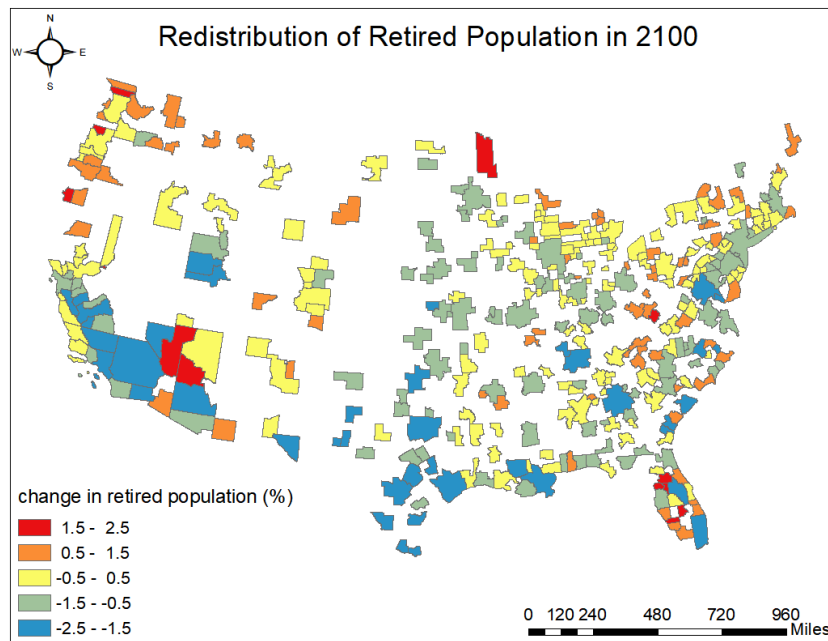 N
Redistribution of Retired Population in 2100
W E
S
change in retired population (%)
1.5 - 2.5
0.5 - 1.5
-0.5 - 0.5
-1.5 - -0.5
-2.5 - -1.5
0 120 240 480 720 960
Miles